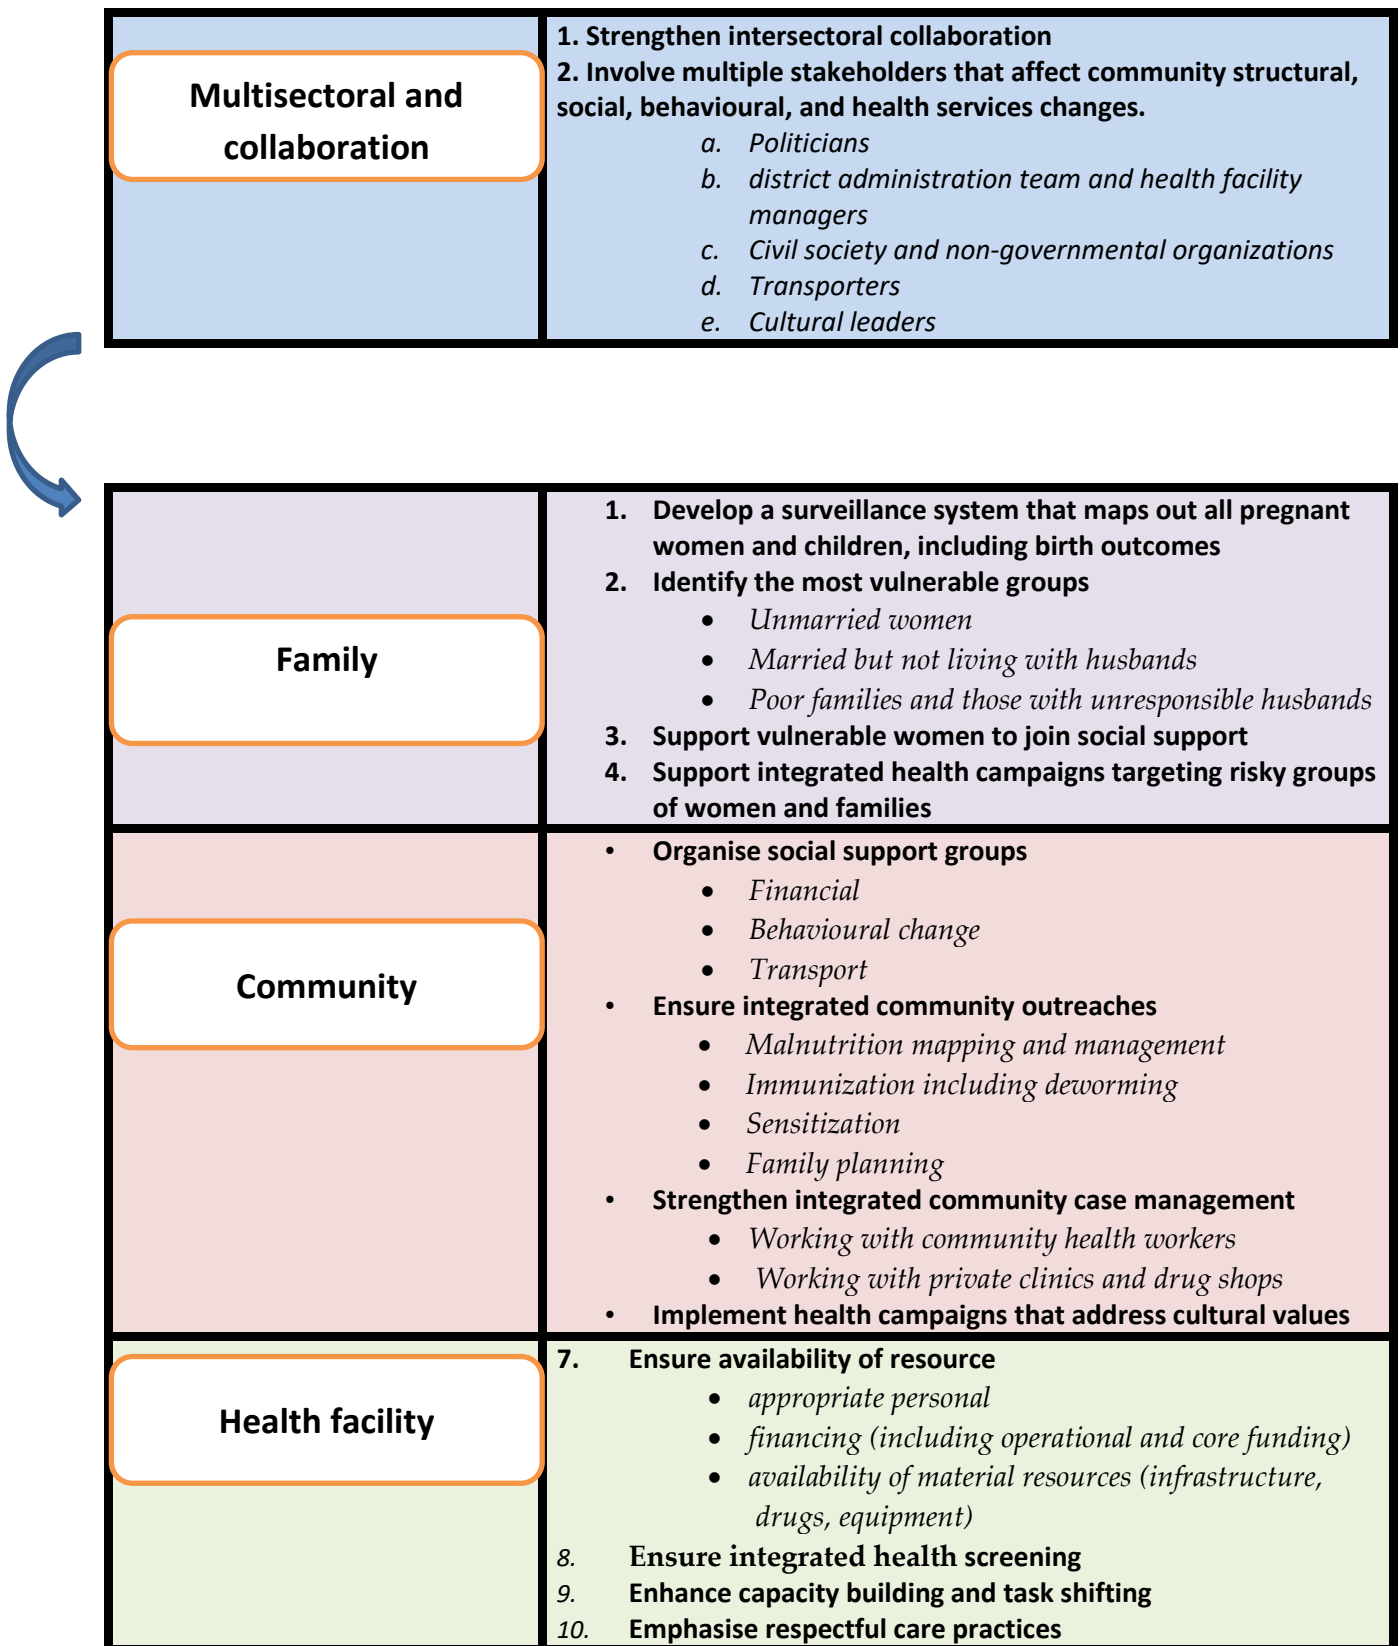 Multisectoral and
collaboration
1. Strengthen intersectoral collaboration
2. Involve multiple stakeholders that affect community structural,
social, behavioural, and health services changes.
a. Politicians
b. district administration team and health facility
managers
c. Civil society and non-governmental organizations
d. Transporters
e. Cultural leaders
Family
1. Develop a surveillance system that maps out all pregnant
women and children, including birth outcomes
2. Identify the most vulnerable groups
• Unmarried women
• Married but not living with husbands
• Poor families and those with unresponsible husbands
3. Support vulnerable women to join social support
4. Support integrated health campaigns targeting risky groups
of women and families
Community
• Organise social support groups
• Financial
• Behavioural change
• Transport
• Ensure integrated community outreaches
• Malnutrition mapping and management
• Immunization including deworming
• Sensitization
• Family planning
• Strengthen integrated community case management
• Working with community health workers
• Working with private clinics and drug shops
• Implement health campaigns that address cultural values
Health facility
7. Ensure availability of resource
• appropriate personal
• financing (including operational and core funding)
• availability of material resources (infrastructure,
drugs, equipment)
8. Ensure integrated health screening
9. Enhance capacity building and task shifting
10. Emphasise respectful care practices